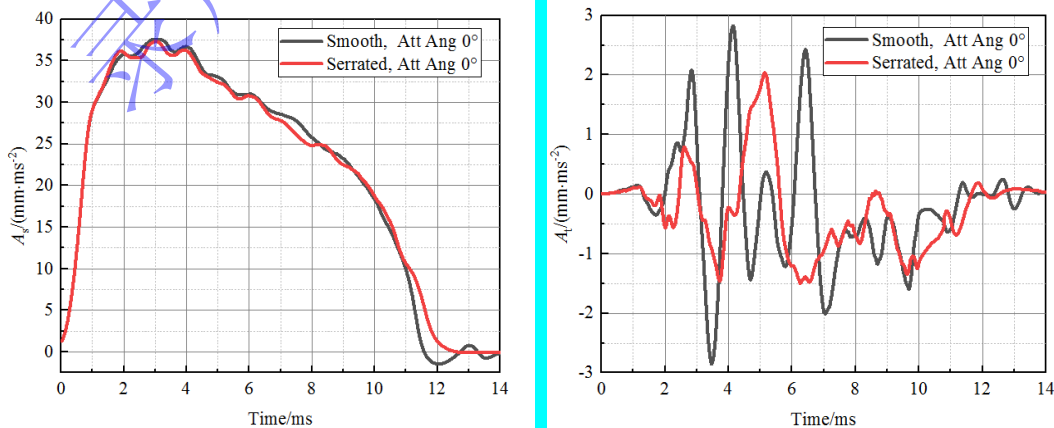 40
35
30
25
20
15
10
5
0
Aₛ/(mm·ms⁻²)
Smooth, Att Ang 0°
Serrated, Att Ang 0°
0 2 4 6 8 10 12 14
Time/ms
3
2
1
0
-1
-2
-3
Aₜ/(mm·ms⁻²)
Smooth, Att Ang 0°
Serrated, Att Ang 0°
0 2 4 6 8 10 12 14
Time/ms